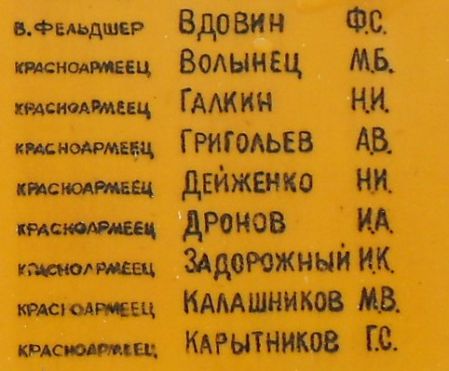 В. ФЕЛЬДШЕР ВДОВИН Ф.С.
КРАСНОАРМЕЕЦ ВОЛЫНЕЦ М.Б.
КРАСНОАРМЕЕЦ ГАЛКИН Н.И.
КРАСНОАРМЕЕЦ ГРИГОЛЬЕВ А.В.
КРАСНОАРМЕЕЦ ДЕЙЖЕНКО Н.И.
КРАСНОАРМЕЕЦ ДРОНОВ И.А.
КРАСНОАРМЕЕЦ ЗАДОРОЖНЫЙ И.К.
КРАСНОАРМЕЕЦ КАЛАШНИКОВ М.В.
КРАСНОАРМЕЕЦ КАРЫТНИКОВ Г.С.